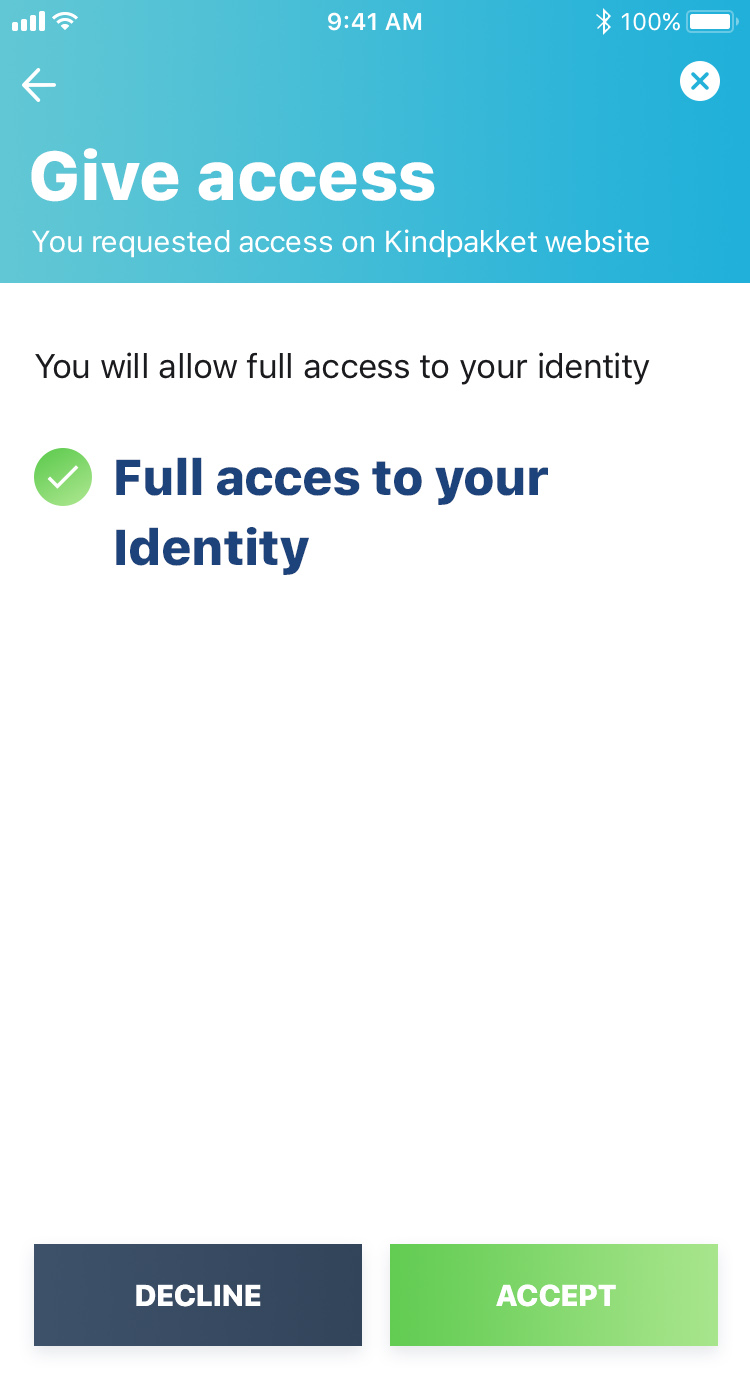 9:41 AM
100%
Give access
You requested access on Kindpakket website
You will allow full access to your identity
Full acces to your
Identity
DECLINE
ACCEPT